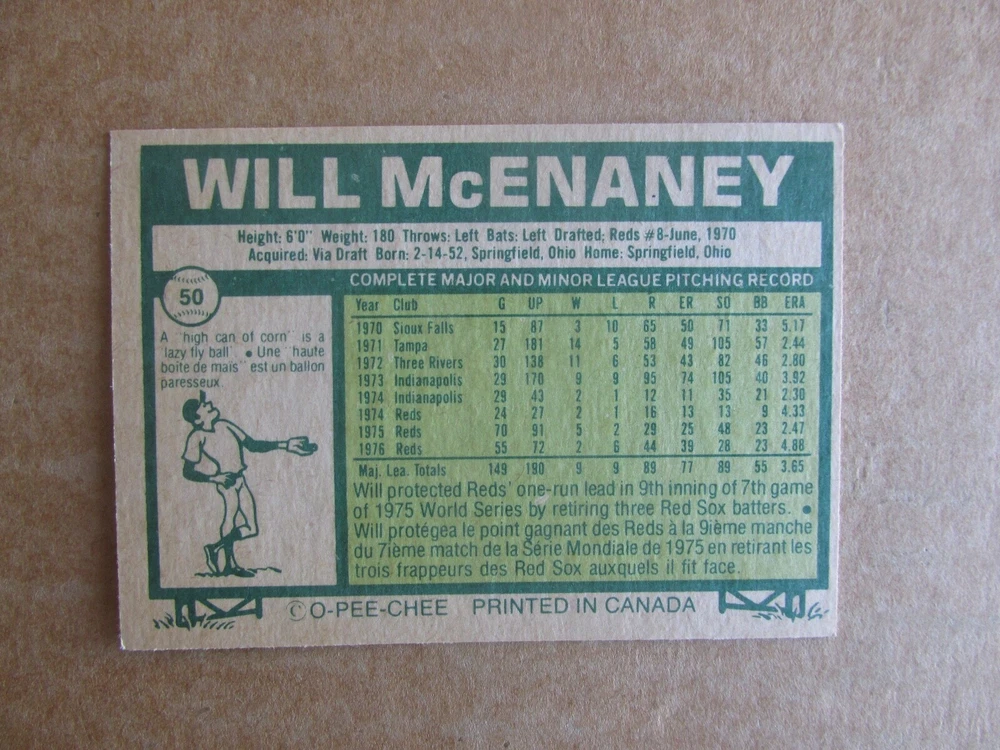 WILL McENANEY
Height: 6'0" Weight: 180 Throws: Left Bats: Left Drafted; Reds #8-June, 1970
Acquired: Via Draft Born: 2-14-52, Springfield, Ohio Home: Springfield, Ohio
50
COMPLETE MAJOR AND MINOR LEAGUE PITCHING RECORD
A "high can of corn" is a
lazy fly ball • Une "haute
boite de maïs" est un ballon
paresseux.
Year Club G UP W L R ER SO BB ERA
1970 Sioux Falls 15 87 3 10 65 50 71 33 5.17
1971 Tampa 27 181 14 5 58 49 105 57 2.44
1972 Three Rivers 30 138 11 6 53 43 82 46 2.80
1973 Indianapolis 29 170 9 9 95 74 105 40 3.92
1974 Indianapolis 29 43 2 1 12 11 35 21 2.30
1974 Reds 24 27 2 1 16 13 13 9 4.33
1975 Reds 70 91 5 2 29 25 48 23 2.47
1976 Reds 55 72 2 6 44 39 28 23 4.88
Maj. Lea. Totals 149 190 9 9 89 77 89 55 3.65
Will protected Reds' one-run lead in 9th inning of 7th game
of 1975 World Series by retiring three Red Sox batters. •
Will protégea le point gagnant des Reds à la 9ième manche
du 7ième match de la Série Mondiale de 1975 en retirant les
trois frappeurs des Red Sox auxquels il fit face.
© O-PEE-CHEE PRINTED IN CANADA